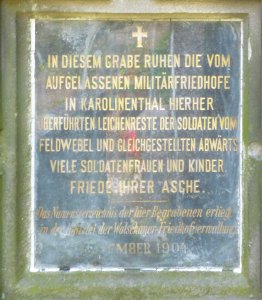 IN DIESEM GRABE RUHEN DIE VOM
AUFGELASSENEN MILITÄRFRIEDHOFE
IN KAROLINENTHAL HIERHER
ÜBERFÜHRTEN LEICHENRESTE DER SOLDATEN VOM
FELDWEBEL UND GLEICHGESTELLTEN ABWÄRTS
VIELE SOLDATENFRAUEN UND KINDER.
FRIEDE IHRER ASCHE.
Das Namensverzeichnis der hier Begrabenen erliegt
in der Kanzlei der Wolschaner Friedhofverwaltung
1904